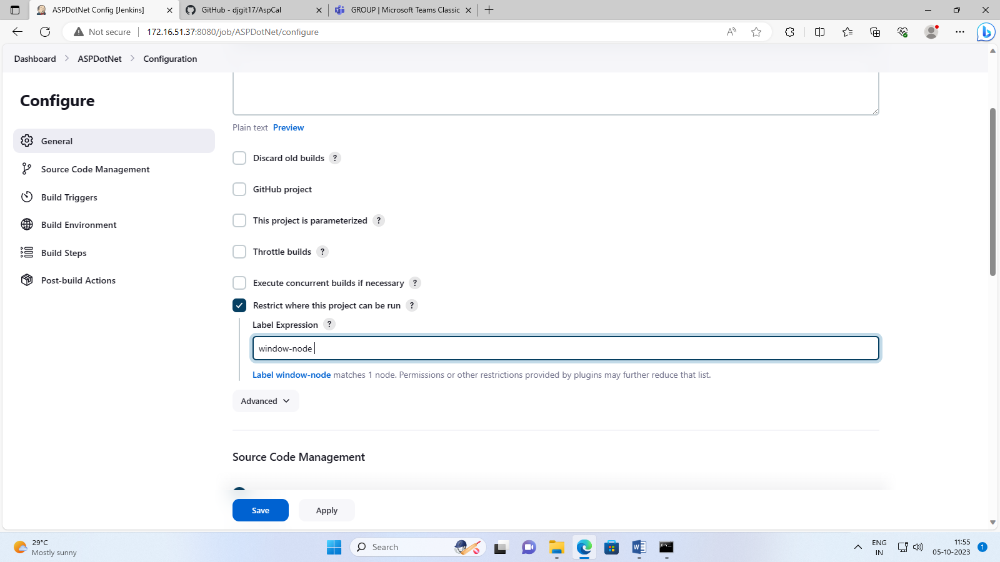 ASPDotNet Config [Jenkins]
GitHub - djgit17/AspCal
GROUP | Microsoft Teams Classic
Not secure
172.16.51.37:8080/job/ASPDotNet/configure
Dashboard
ASPDotNet
Configuration
Configure
General
Source Code Management
Build Triggers
Build Environment
Build Steps
Post-build Actions
Plain text Preview
Discard old builds ?
GitHub project
This project is parameterized ?
Throttle builds ?
Execute concurrent builds if necessary ?
Restrict where this project can be run ?
Label Expression ?
window-node
Label window-node matches 1 node. Permissions or other restrictions provided by plugins may further reduce that list.
Advanced
Source Code Management
Save
Apply
29°C
Mostly sunny
Search
ENG
IN
11:55
05-10-2023
1